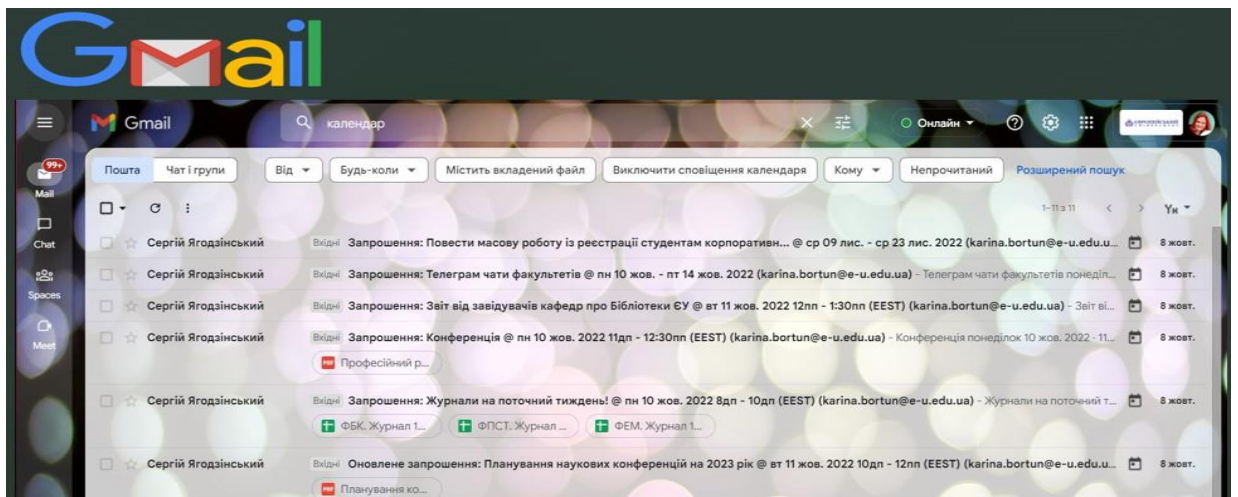 Gmail
Gmail
календар
Онлайн
99+
Mail
Chat
Spaces
Meet
Пошта
Чат і групи
Від
Будь-коли
Містить вкладений файл
Виключити сповіщення календаря
Кому
Непрочитаний
Розширений пошук
1–11 з 11
Ун
Сергій Ягодзінський Вхідні Запрошення: Повести масову роботу із реєстрації студентам корпоративн... @ ср 09 лис. - ср 23 лис. 2022 (karina.bortun@e-u.edu.u... 8 жовт.
Сергій Ягодзінський Вхідні Запрошення: Телеграм чати факультетів @ пн 10 жов. - пт 14 жов. 2022 (karina.bortun@e-u.edu.ua) - Телеграм чати факультетів понеділ... 8 жовт.
Сергій Ягодзінський Вхідні Запрошення: Звіт від завідувачів кафедр про Бібліотеки ЄУ @ вт 11 жов. 2022 12пп - 1:30пп (EEST) (karina.bortun@e-u.edu.ua) - Звіт ві... 8 жовт.
Сергій Ягодзінський Вхідні Запрошення: Конференція @ пн 10 жов. 2022 11дп - 12:30пп (EEST) (karina.bortun@e-u.edu.ua) - Конференція понеділок 10 жов. 2022 - 11... 8 жовт.
PDF Професійний р...
Сергій Ягодзінський Вхідні Запрошення: Журнали на поточний тиждень! @ пн 10 жов. 2022 8дп - 10дп (EEST) (karina.bortun@e-u.edu.ua) - Журнали на поточний т... 8 жовт.
ФБК. Журнал 1... ФПСТ. Журнал ... ФЕМ. Журнал 1...
Сергій Ягодзінський Вхідні Оновлене запрошення: Планування наукових конференцій на 2023 рік @ вт 11 жов. 2022 10дп - 12пп (EEST) (karina.bortun@e-u.edu.u... 8 жовт.
PDF Планування ко...